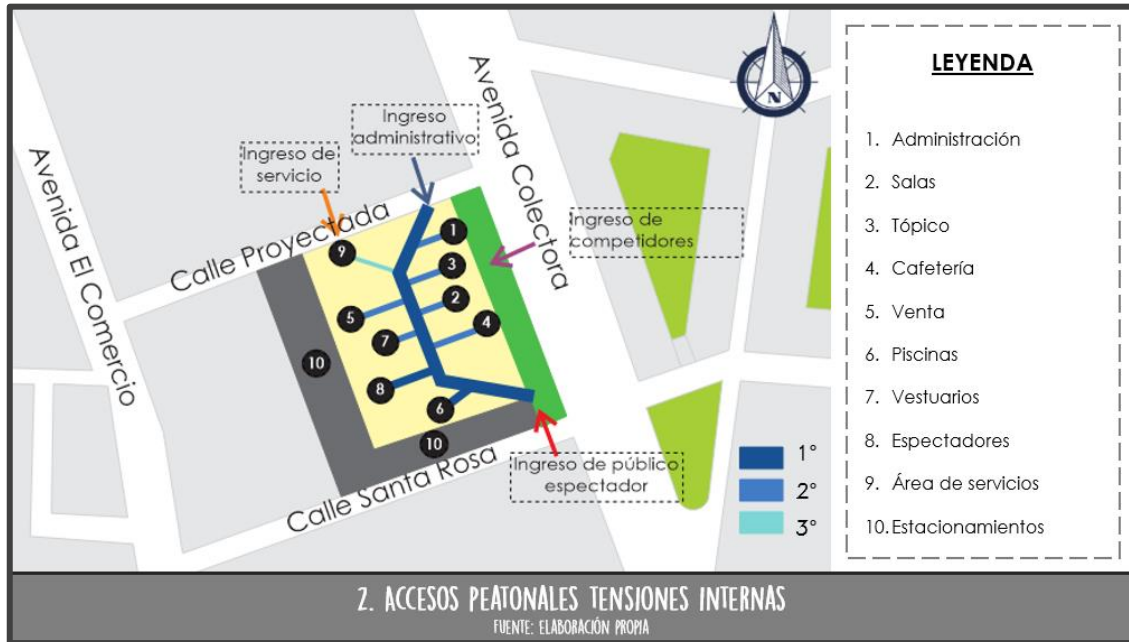 Ingreso
administrativo
Ingreso de
servicio
Avenida Colectora
N
Avenida El Comercio
Calle Proyectada
Ingreso de
competidores
1
9
3
2
5
4
7
10
8
6
10
Calle Santa Rosa
Ingreso de público
espectador
1°
2°
3°
LEYENDA
1. Administración
2. Salas
3. Tópico
4. Cafetería
5. Venta
6. Piscinas
7. Vestuarios
8. Espectadores
9. Área de servicios
10. Estacionamientos
2. ACCESOS PEATONALES TENSIONES INTERNAS
FUENTE: ELABORACIÓN PROPIA